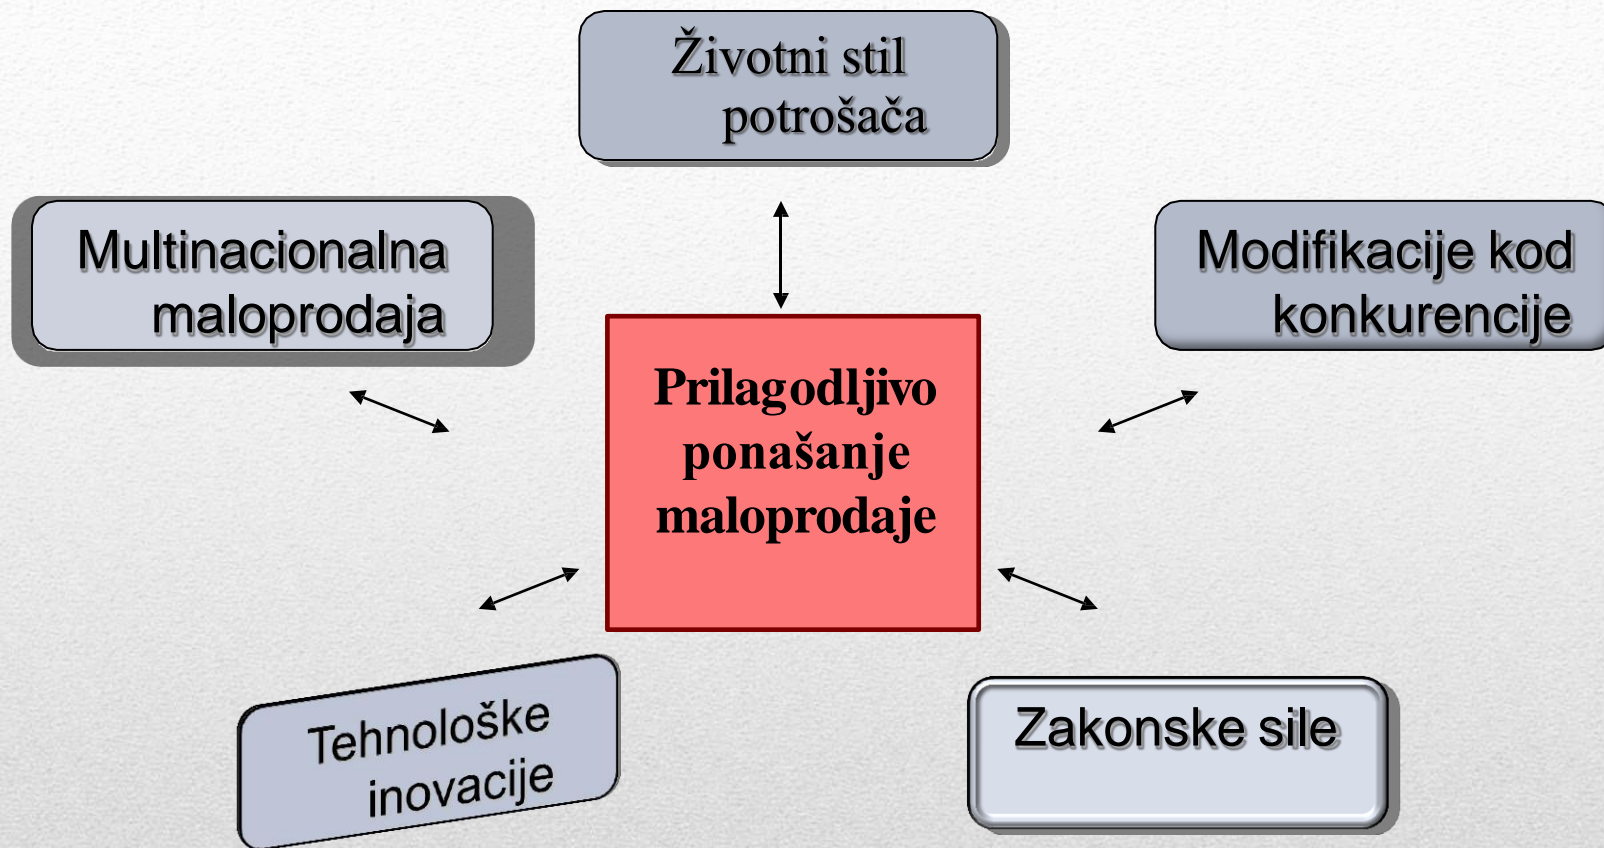 Životni stil
potrošača
Multinacionalna
maloprodaja
Modifikacije kod
konkurencije
Prilagodljivo
ponašanje
maloprodaje
Tehnološke
inovacije
Zakonske sile